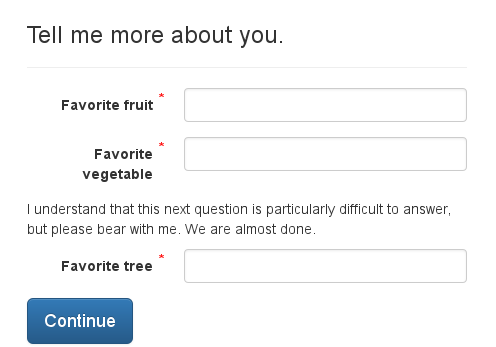 Tell me more about you.
Favorite fruit *
Favorite *
vegetable
I understand that this next question is particularly difficult to answer,
but please bear with me. We are almost done.
Favorite tree *
Continue